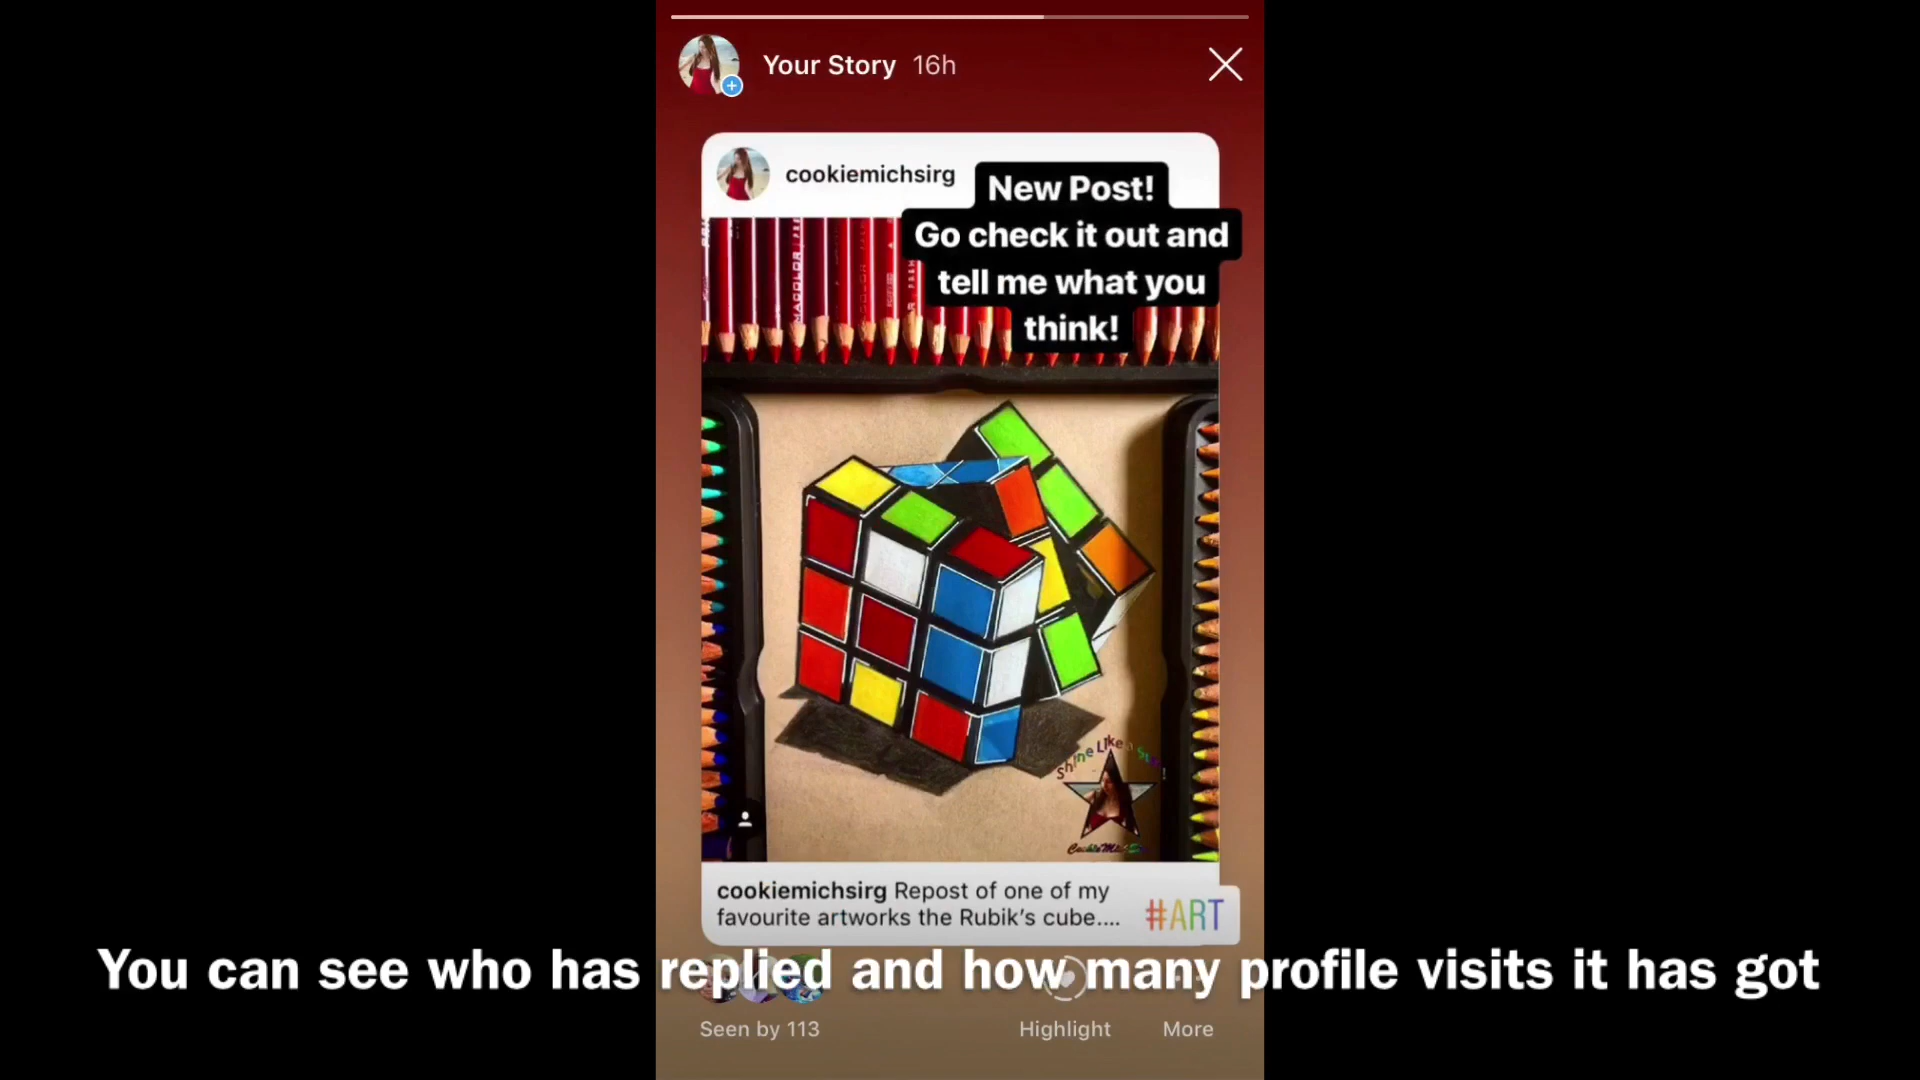 Your Story 16h
cookiemichsirg
New Post!
Go check it out and
tell me what you
think!
Shine Like a
cookiemichsirg Repost of one of my
favourite artworks the Rubik's cube....
#ART
You can see who has replied and how many profile visits it has got
Seen by 113
Highlight
More